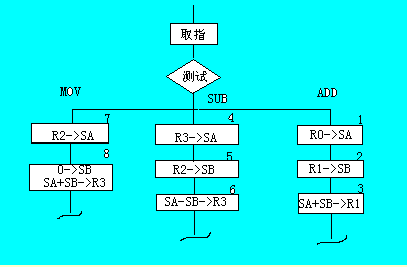 取指
测试
MOV
SUB
ADD
7
R2->SA
8
0->SB
SA+SB->R3
4
R3->SA
5
R2->SB
6
SA-SB->R3
1
R0->SA
2
R1->SB
3
SA+SB->R1